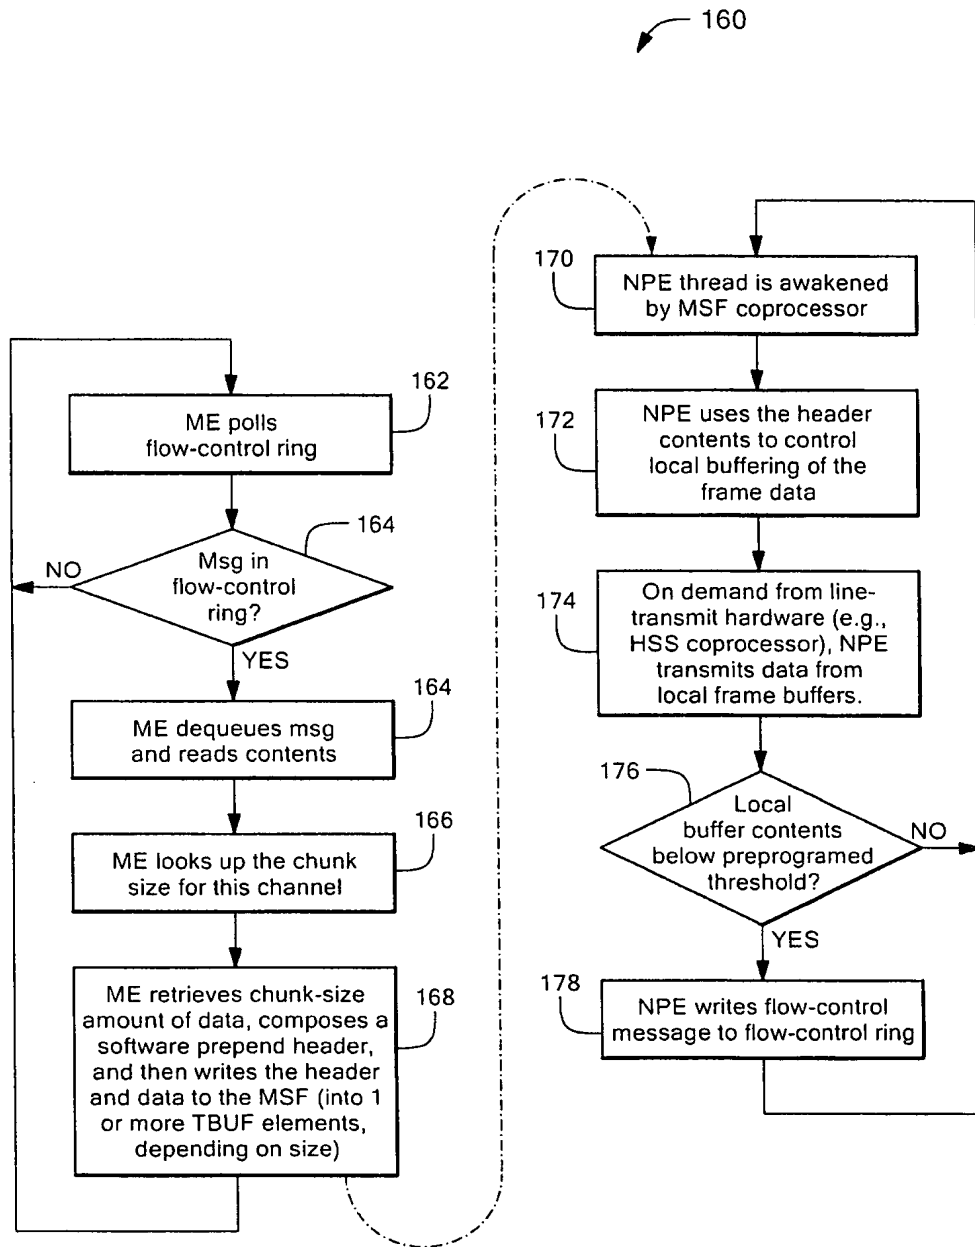 160
162
ME polls
flow-control ring
164
Msg in
flow-control
ring?
NO
YES
164
ME dequeues msg
and reads contents
166
ME looks up the chunk
size for this channel
168
ME retrieves chunk-size
amount of data, composes a
software prepend header,
and then writes the header
and data to the MSF (into 1
or more TBUF elements,
depending on size)
170
NPE thread is awakened
by MSF coprocessor
172
NPE uses the header
contents to control
local buffering of the
frame data
174
On demand from line-
transmit hardware (e.g.,
HSS coprocessor), NPE
transmits data from
local frame buffers.
176
Local
buffer contents
below preprogramed
threshold?
NO
YES
178
NPE writes flow-control
message to flow-control ring